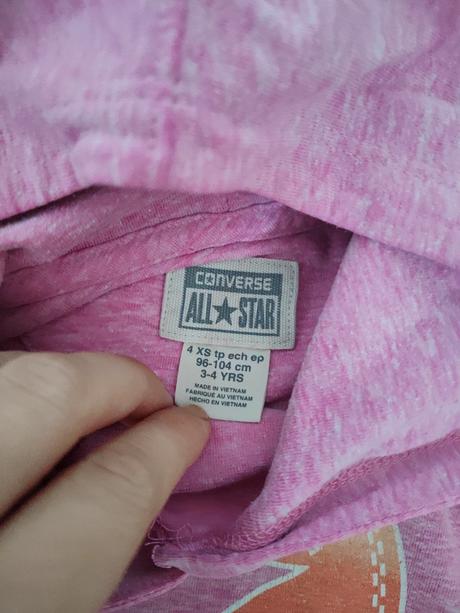 CONVERSE
ALL★STAR
4 XS tp ech ep
96-104 cm
3-4 YRS
MADE IN VIETNAM
FABRIQUÉ AU VIETNAM
HECHO EN VIETNAM